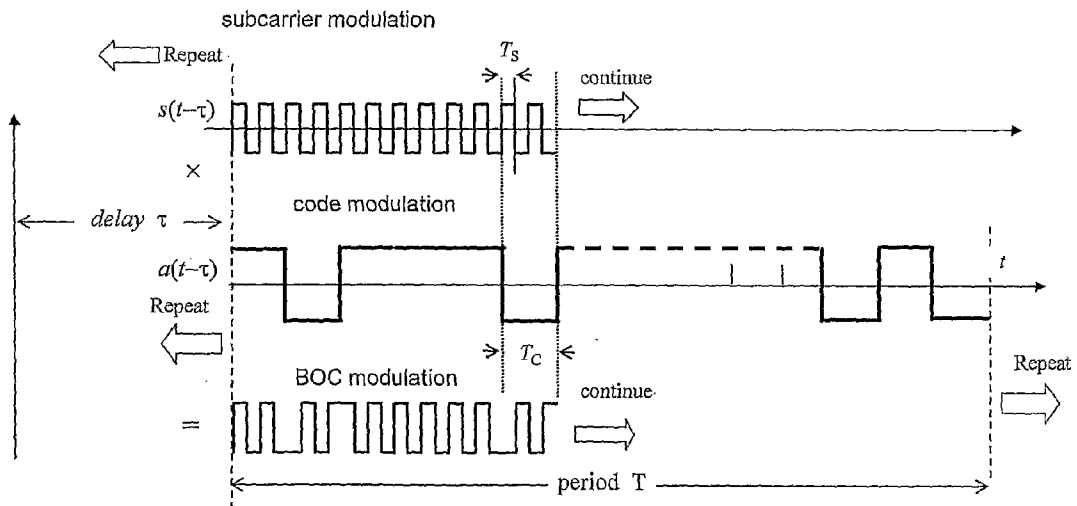 subcarrier modulation
Repeat
T_S
continue
s(t–τ)
×
code modulation
delay τ
a(t–τ)
t
Repeat
T_C
BOC modulation
continue
Repeat
=
period T